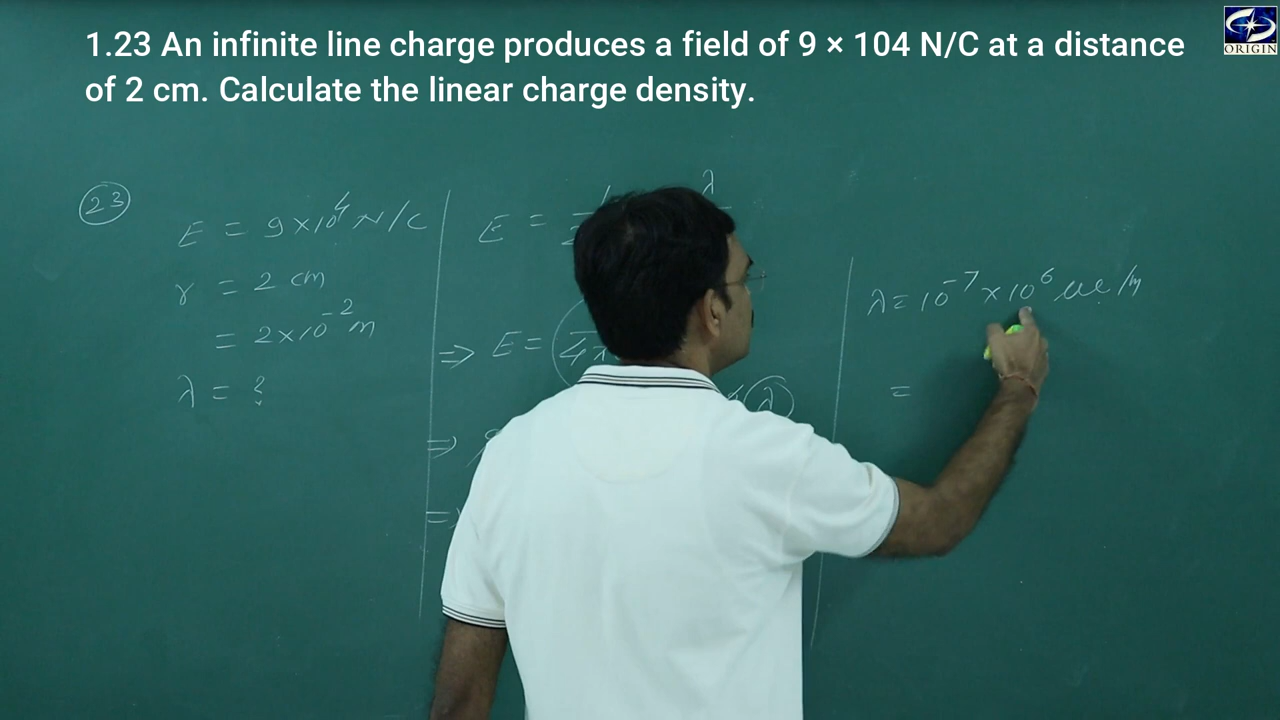 1.23 An infinite line charge produces a field of 9 × 104 N/C at a distance
of 2 cm. Calculate the linear charge density.
ORIGIN
23
E = 9×10⁴ N/C
r = 2 cm
= 2×10⁻² m
λ = ?
E =
λ
⇒ E =
4π
⇒
λ
⇒
λ = 10⁻⁷ × 10⁶ μC/m
=